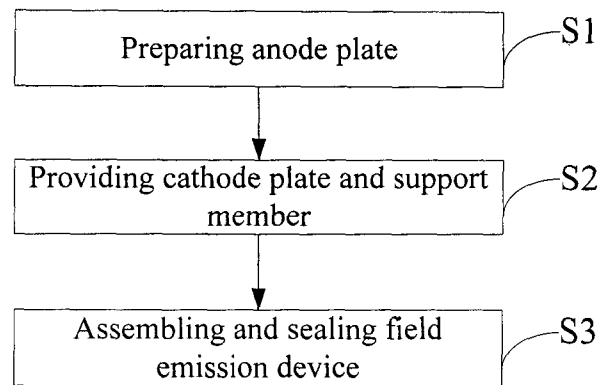 Preparing anode plate
S1
Providing cathode plate and support
member
S2
Assembling and sealing field
emission device
S3